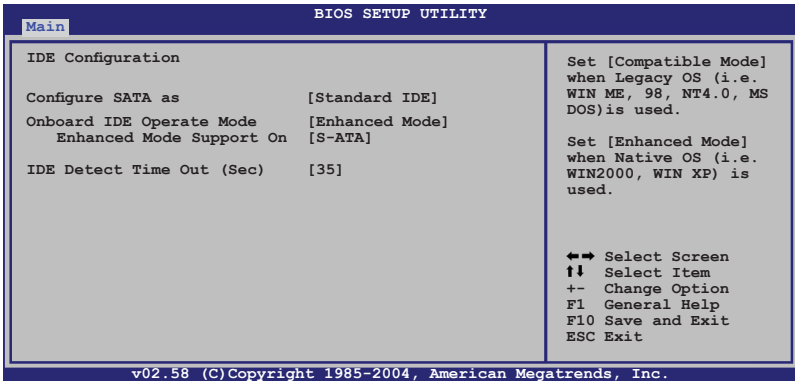 BIOS SETUP UTILITY
Main
IDE Configuration
Configure SATA as [Standard IDE]
Onboard IDE Operate Mode [Enhanced Mode]
Enhanced Mode Support On [S-ATA]
IDE Detect Time Out (Sec) [35]
Set [Compatible Mode]
when Legacy OS (i.e.
WIN ME, 98, NT4.0, MS
DOS)is used.
Set [Enhanced Mode]
when Native OS (i.e.
WIN2000, WIN XP) is
used.
←→ Select Screen
↑↓ Select Item
+- Change Option
F1 General Help
F10 Save and Exit
ESC Exit
v02.58 (C)Copyright 1985-2004, American Megatrends, Inc.